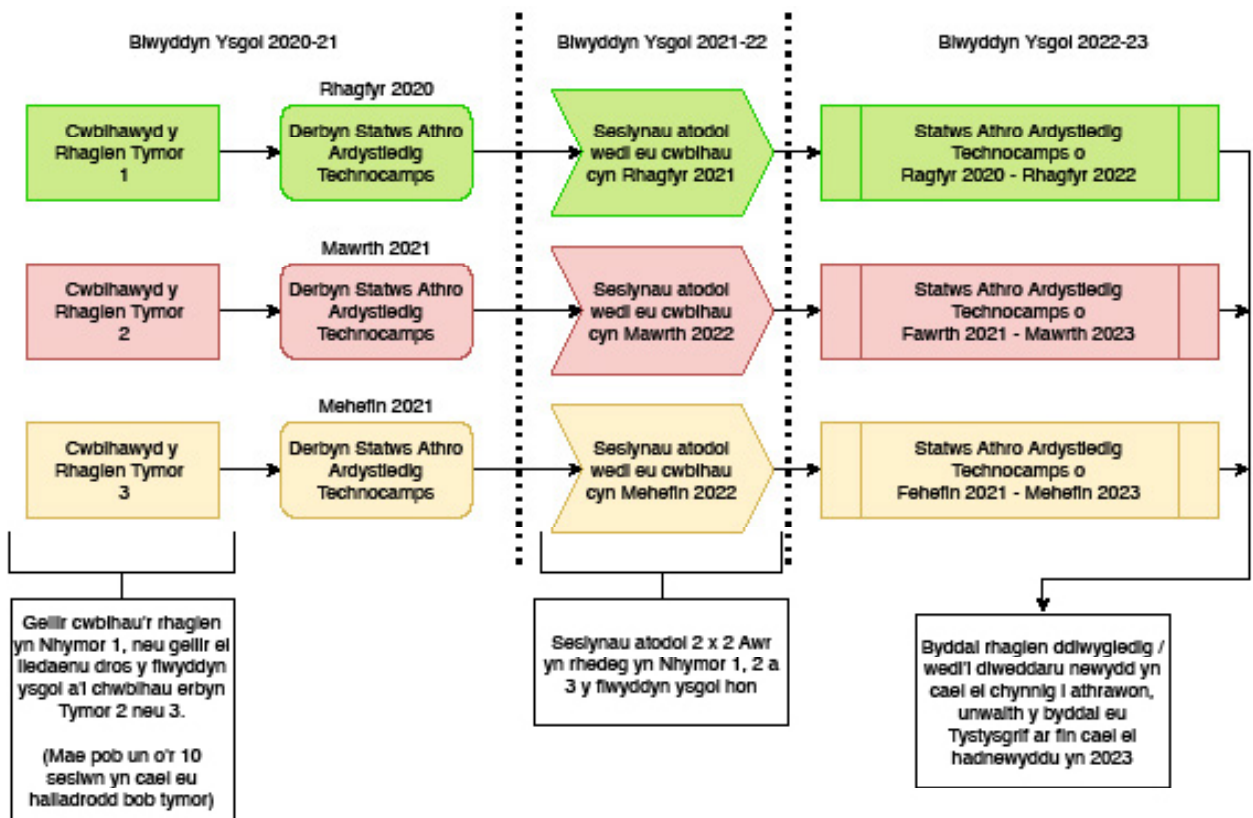 Blwyddyn Ysgol 2020-21
Blwyddyn Ysgol 2021-22
Blwyddyn Ysgol 2022-23
Rhagfyr 2020
Cwblhawyd y
Rhaglen Tymor
1
Derbyn Statws Athro
Ardystiedig
Technocamps
Sesiynau atodol
wedi eu cwblhau
cyn Rhagfyr 2021
Statws Athro Ardystiedig
Technocamps o
Ragfyr 2020 - Rhagfyr 2022
Mawrth 2021
Cwblhawyd y
Rhaglen Tymor
2
Derbyn Statws Athro
Ardystiedig
Technocamps
Sesiynau atodol
wedi eu cwblhau
cyn Mawrth 2022
Statws Athro Ardystiedig
Technocamps o
Fawrth 2021 - Mawrth 2023
Mehefin 2021
Cwblhawyd y
Rhaglen Tymor
3
Derbyn Statws Athro
Ardystiedig
Technocamps
Sesiynau atodol
wedi eu cwblhau
cyn Mehefin 2022
Statws Athro Ardystiedig
Technocamps o
Fehefin 2021 - Mehefin 2023
Gellir cwblhau'r rhaglen
yn Nhymor 1, neu gellir ei
lledaenu dros y flwyddyn
ysgol a'i chwblhau erbyn
Tymor 2 neu 3.
(Mae pob un o'r 10
sesiwn yn cael eu
hailadrodd bob tymor)
Sesiynau atodol 2 x 2 Awr
yn rhedeg yn Nhymor 1, 2 a
3 y flwyddyn ysgol hon
Byddai rhaglen ddiwygiedig /
wedi'i diweddaru newydd yn
cael ei chynnig i athrawon,
unwaith y byddai eu
Tystysgrif ar fin cael ei
hadnewyddu yn 2023